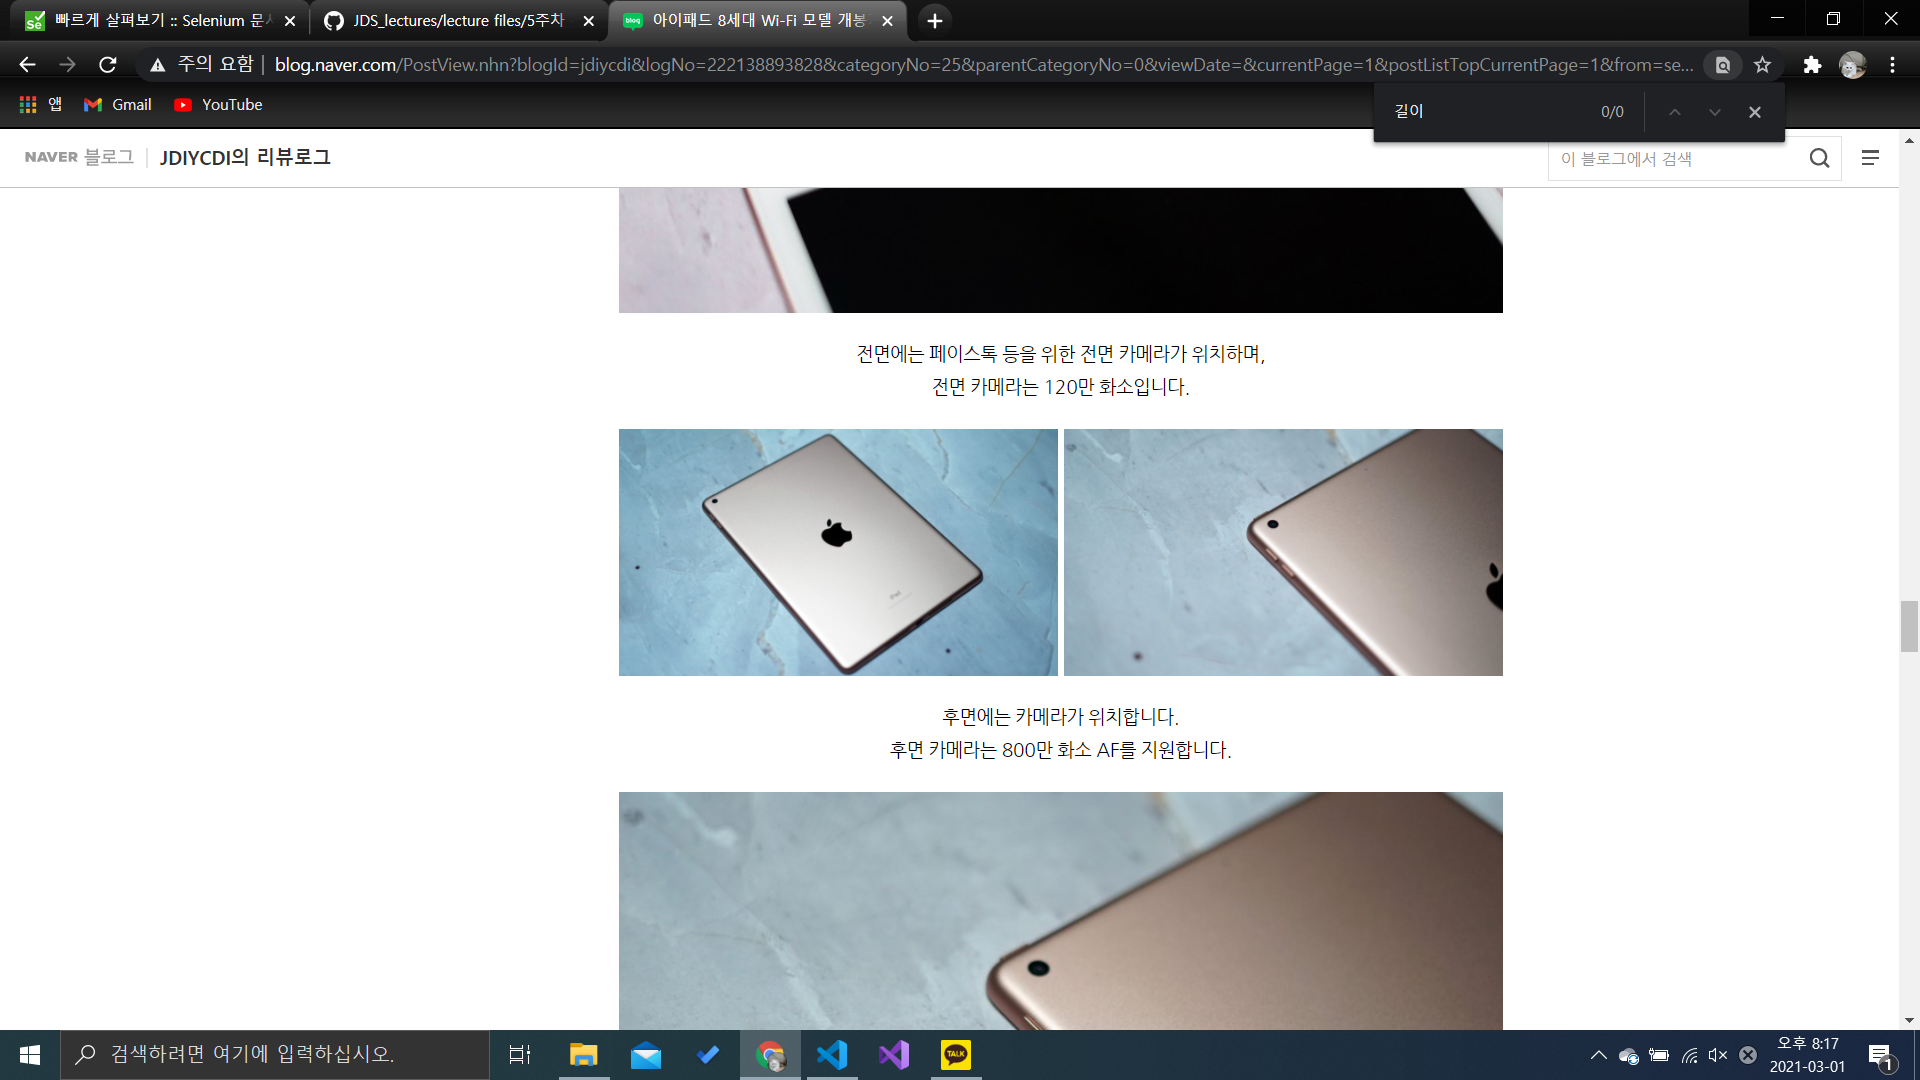 빠르게 살펴보기 :: Selenium 문서
JDS_lectures/lecture files/5주차
아이패드 8세대 Wi-Fi 모델 개봉
주의 요함
blog.naver.com/PostView.nhn?blogId=jdiycdi&logNo=222138893828&categoryNo=25&parentCategoryNo=0&viewDate=&currentPage=1&postListTopCurrentPage=1&from=se...
앱
Gmail
YouTube
길이
0/0
NAVER 블로그
JDIYCDI의 리뷰로그
이 블로그에서 검색
전면에는 페이스톡 등을 위한 전면 카메라가 위치하며,
전면 카메라는 120만 화소입니다.
iPad
후면에는 카메라가 위치합니다.
후면 카메라는 800만 화소 AF를 지원합니다.
검색하려면 여기에 입력하십시오.
TALK
오후 8:17
2021-03-01
1